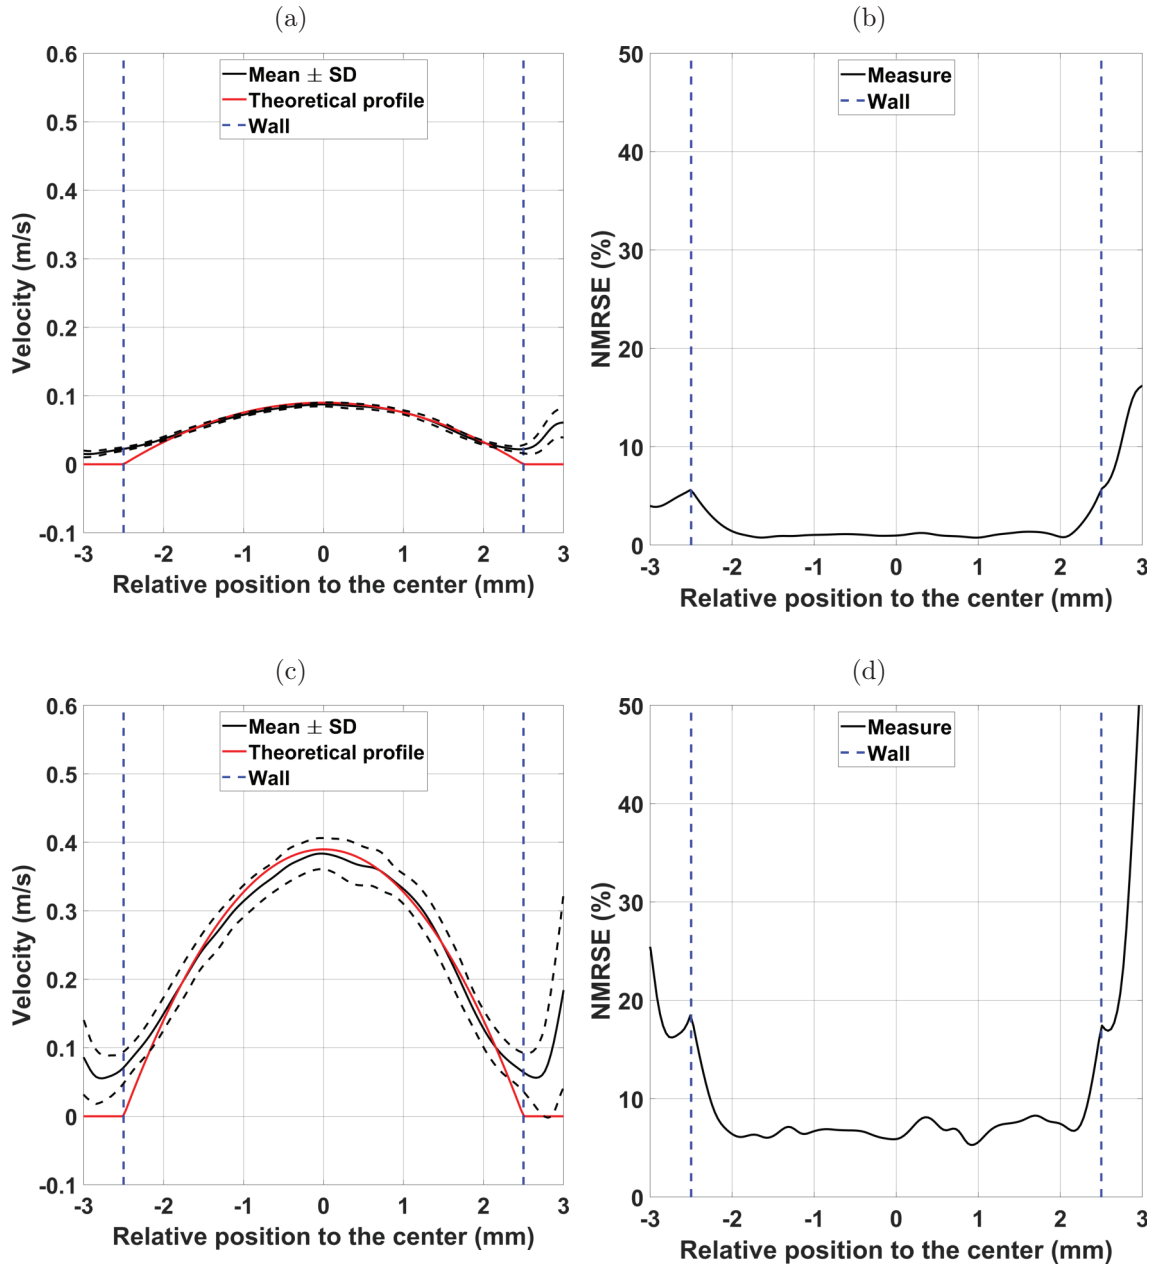 (a)
0.6
0.5
0.4
0.3
0.2
0.1
0
-0.1
Velocity (m/s)
Mean ± SD
Theoretical profile
Wall
-3 -2 -1 0 1 2 3
Relative position to the center (mm)
(b)
50
40
30
20
10
0
NMRSE (%)
Measure
Wall
-3 -2 -1 0 1 2 3
Relative position to the center (mm)
(c)
0.6
0.5
0.4
0.3
0.2
0.1
0
-0.1
Velocity (m/s)
Mean ± SD
Theoretical profile
Wall
-3 -2 -1 0 1 2 3
Relative position to the center (mm)
(d)
50
40
30
20
10
0
NMRSE (%)
Measure
Wall
-3 -2 -1 0 1 2 3
Relative position to the center (mm)